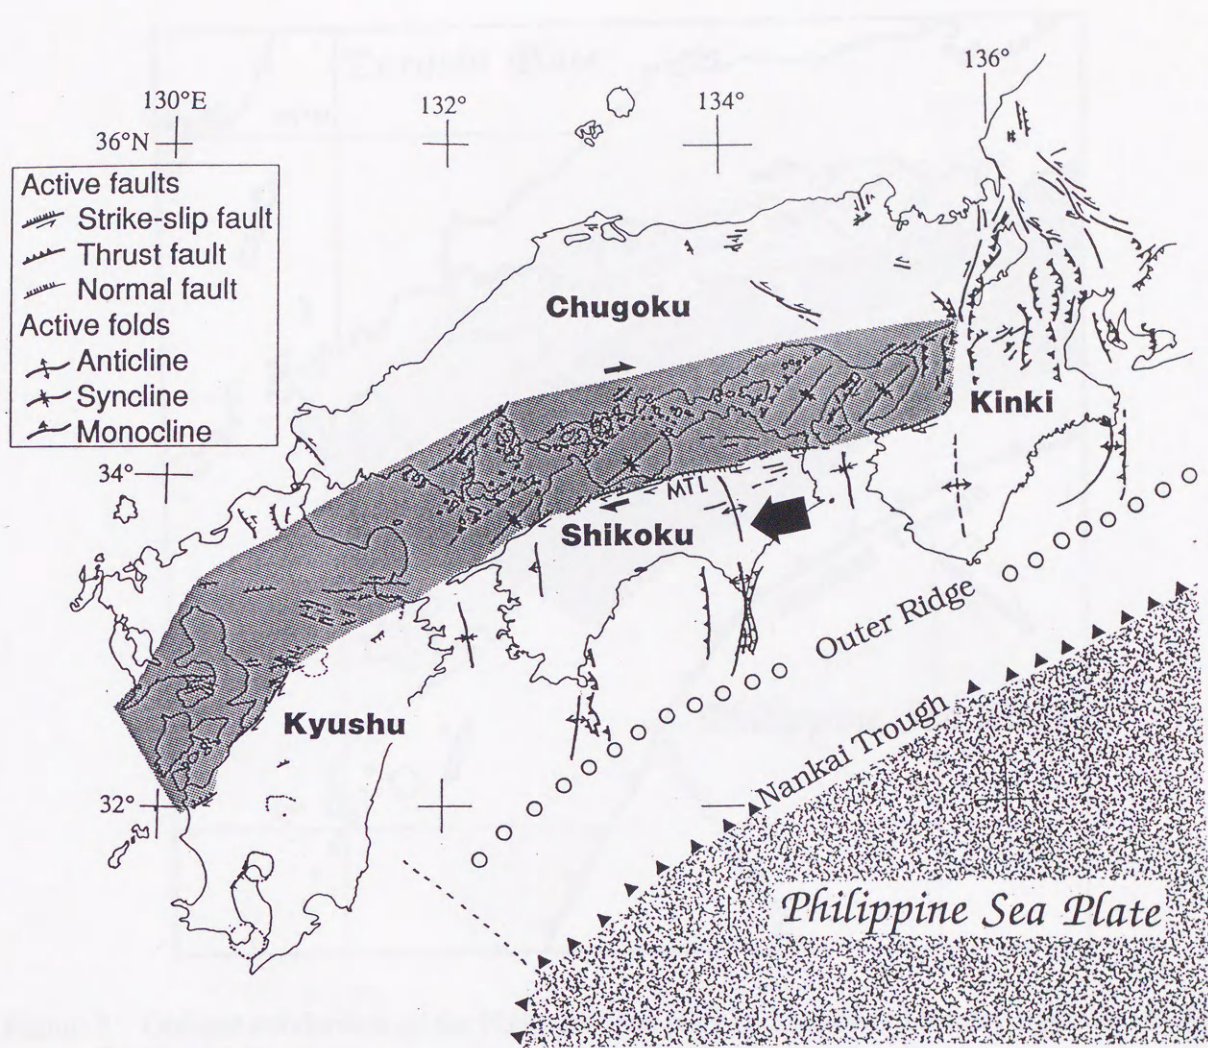 130°E
132°
134°
136°
36°N
Active faults
Strike-slip fault
Thrust fault
Normal fault
Active folds
Anticline
Syncline
Monocline
Chugoku
Kinki
34°
MTL
Shikoku
Outer Ridge
Kyushu
Nankai Trough
32°
Philippine Sea Plate